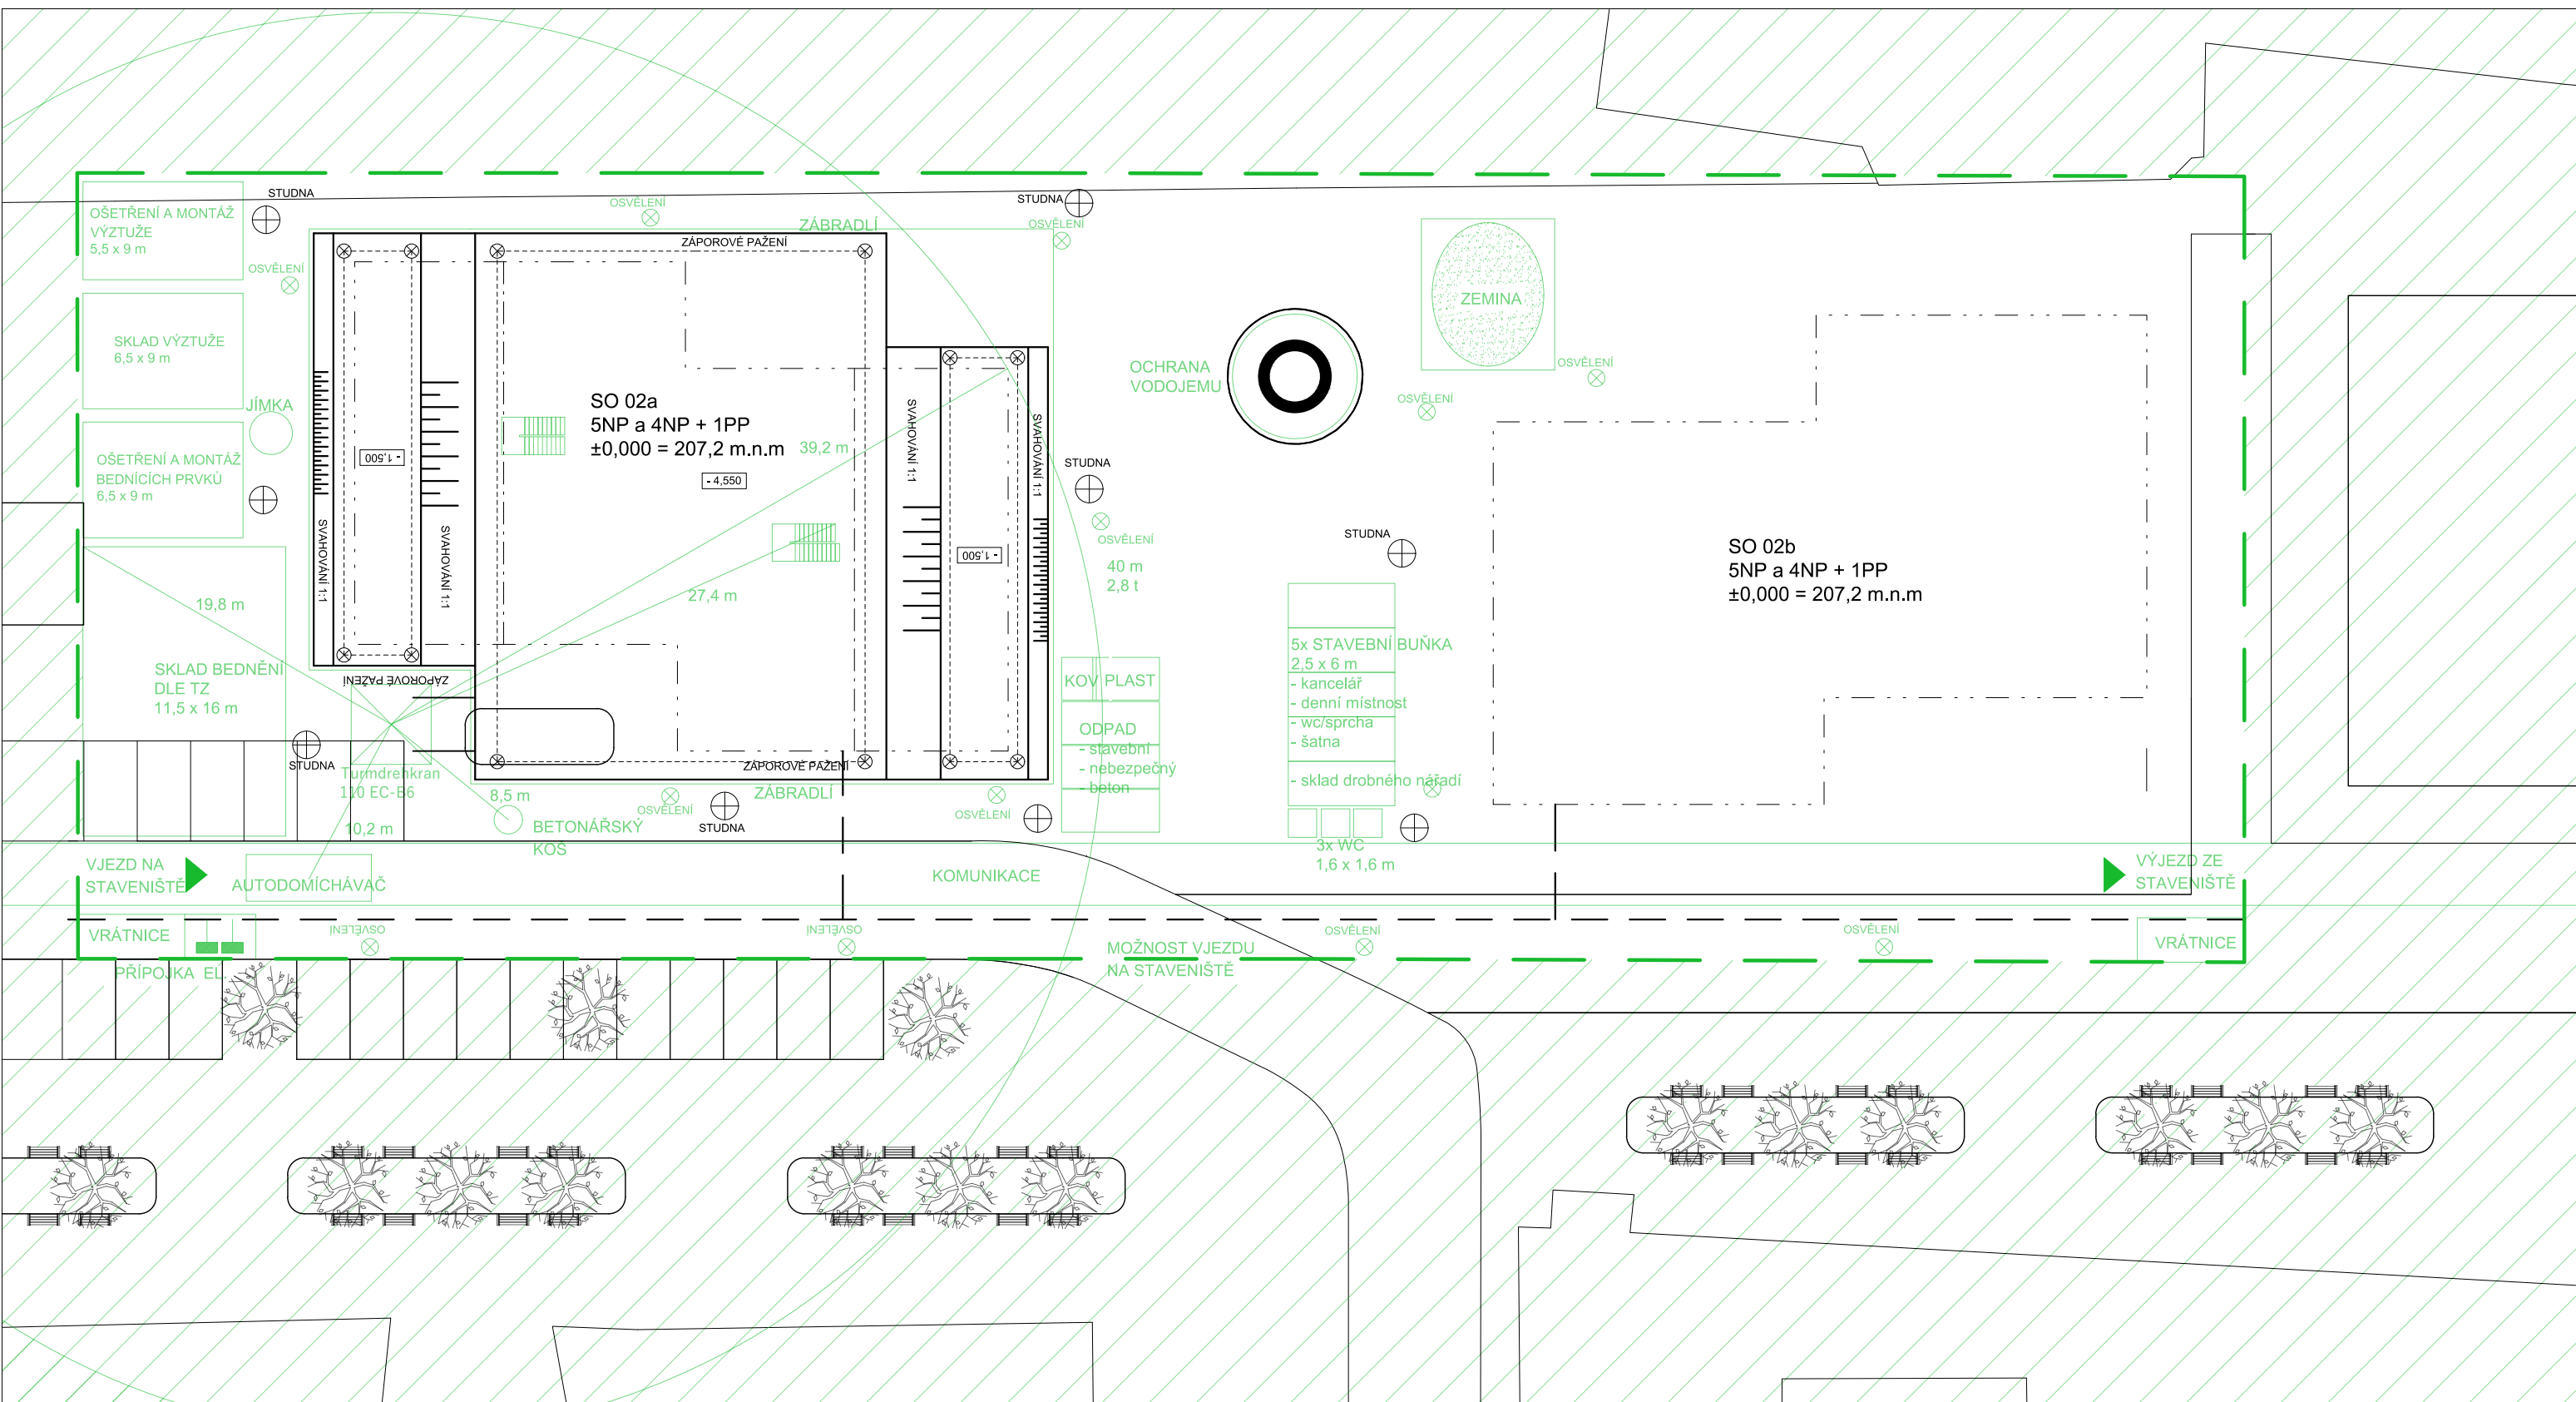 STUDNA
OŠETŘENÍ A MONTÁŽ
VÝZTUŽE
5,5 x 9 m
OSVĚLENÍ
OSVĚLENÍ
ZÁBRADLÍ
ZÁPOROVÉ PAŽENÍ
STUDNA
OSVĚLENÍ
SKLAD VÝZTUŽE
6,5 x 9 m
JÍMKA
OŠETŘENÍ A MONTÁŽ
BEDNÍCÍCH PRVKŮ
6,5 x 9 m
- 1,500
SVAHOVÁNÍ 1:1
SVAHOVÁNÍ 1:1
SO 02a
5NP a 4NP + 1PP
±0,000 = 207,2 m.n.m
- 4,550
39,2 m
27,4 m
SVAHOVÁNÍ 1:1
SVAHOVÁNÍ 1:1
- 1,500
OCHRANA
VODOJEMU
ZEMINA
OSVĚLENÍ
OSVĚLENÍ
STUDNA
OSVĚLENÍ
40 m
2,8 t
STUDNA
SO 02b
5NP a 4NP + 1PP
±0,000 = 207,2 m.n.m
19,8 m
SKLAD BEDNĚNÍ
DLE TZ
11,5 x 16 m
ZÁPOROVÉ PAŽENÍ
STUDNA
Turmdrehkran
110 EC-B6
10,2 m
8,5 m
BETONÁŘSKÝ
KOŠ
OSVĚLENÍ
STUDNA
ZÁPOROVÉ PAŽENÍ
ZÁBRADLÍ
OSVĚLENÍ
KOV PLAST
ODPAD
- stavební
- nebezpečný
- beton
5x STAVEBNÍ BUŇKA
2,5 x 6 m
- kancelář
- denní místnost
- wc/sprcha
- šatna
- sklad drobného nářadí
3x WC
1,6 x 1,6 m
VJEZD NA
STAVENIŠTĚ
AUTODOMÍCHÁVAČ
KOMUNIKACE
VÝJEZD ZE
STAVENIŠTĚ
VRÁTNICE
PŘÍPOJKA EL.
OSVĚLENÍ
OSVĚLENÍ
MOŽNOST VJEZDU
NA STAVENIŠTĚ
OSVĚLENÍ
OSVĚLENÍ
VRÁTNICE